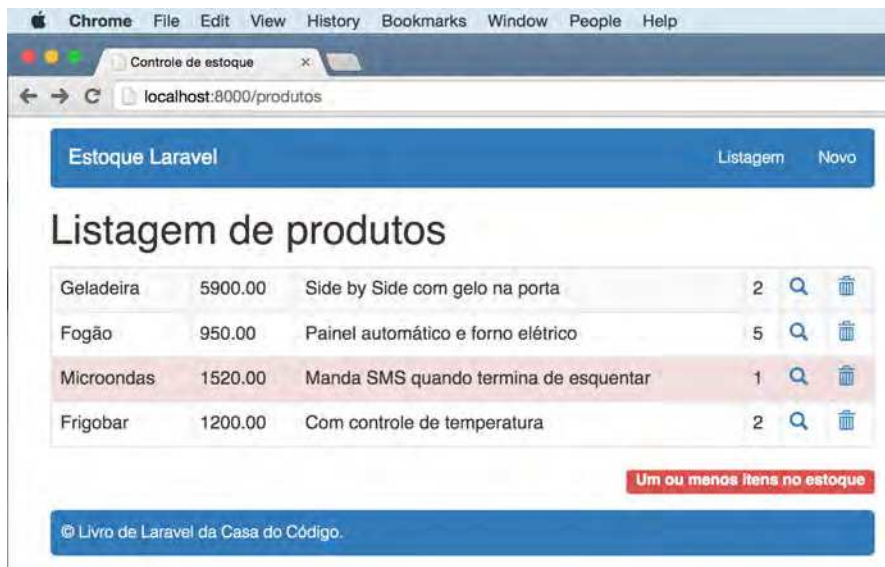 Chrome File Edit View History Bookmarks Window People Help
Controle de estoque ×
localhost:8000/produtos
Estoque Laravel Listagem Novo
Listagem de produtos
Geladeira 5900.00 Side by Side com gelo na porta 2
Fogão 950.00 Painel automático e forno elétrico 5
Microondas 1520.00 Manda SMS quando termina de esquentar 1
Frigobar 1200.00 Com controle de temperatura 2
Um ou menos itens no estoque
© Livro de Laravel da Casa do Código.